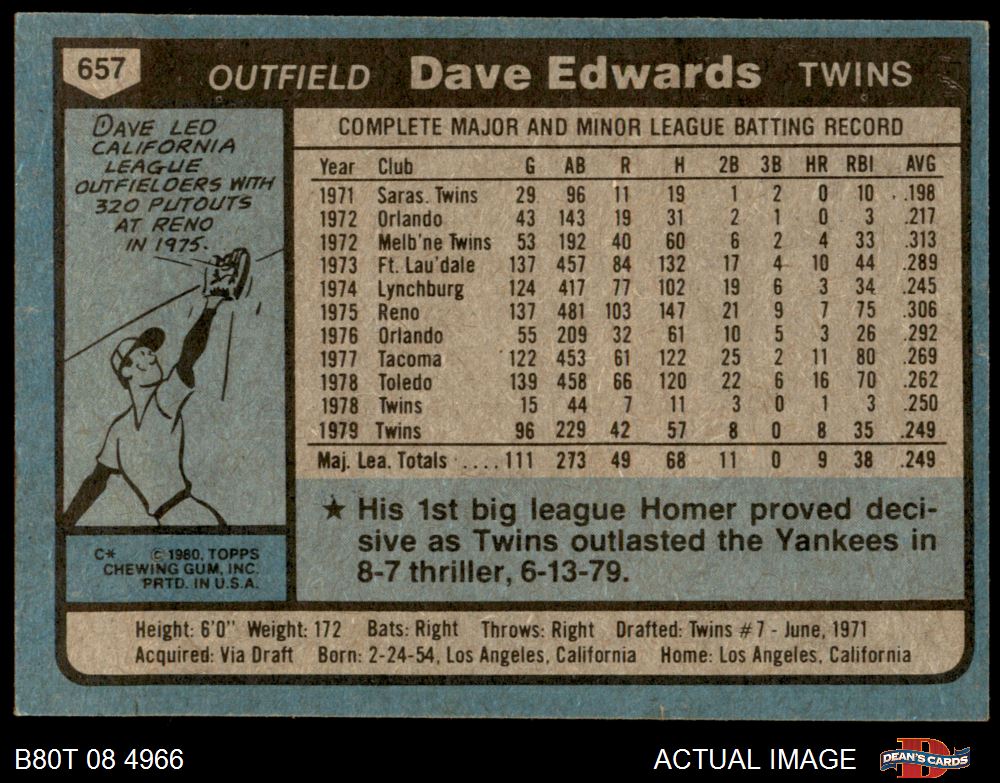 657 OUTFIELD Dave Edwards TWINS
DAVE LED
CALIFORNIA
LEAGUE
OUTFIELDERS WITH
320 PUTOUTS
AT RENO
IN 1975.
COMPLETE MAJOR AND MINOR LEAGUE BATTING RECORD
Year Club G AB R H 2B 3B HR RBI AVG
1971 Saras. Twins 29 96 11 19 1 2 0 10 .198
1972 Orlando 43 143 19 31 2 1 0 3 .217
1972 Melb'ne Twins 53 192 40 60 6 2 4 33 .313
1973 Ft. Lau'dale 137 457 84 132 17 4 10 44 .289
1974 Lynchburg 124 417 77 102 19 6 3 34 .245
1975 Reno 137 481 103 147 21 9 7 75 .306
1976 Orlando 55 209 32 61 10 5 3 26 .292
1977 Tacoma 122 453 61 122 25 2 11 80 .269
1978 Toledo 139 458 66 120 22 6 16 70 .262
1978 Twins 15 44 7 11 3 0 1 3 .250
1979 Twins 96 229 42 57 8 0 8 35 .249
Maj. Lea. Totals ..... 111 273 49 68 11 0 9 38 .249
★ His 1st big league Homer proved deci-
sive as Twins outlasted the Yankees in
8-7 thriller, 6-13-79.
C* © 1980, TOPPS
CHEWING GUM, INC.
PRTD. IN U.S.A.
Height: 6'0" Weight: 172 Bats: Right Throws: Right Drafted: Twins #7 - June, 1971
Acquired: Via Draft Born: 2-24-54, Los Angeles, California Home: Los Angeles, California
B80T 08 4966
ACTUAL IMAGE
DEAN'S CARDS